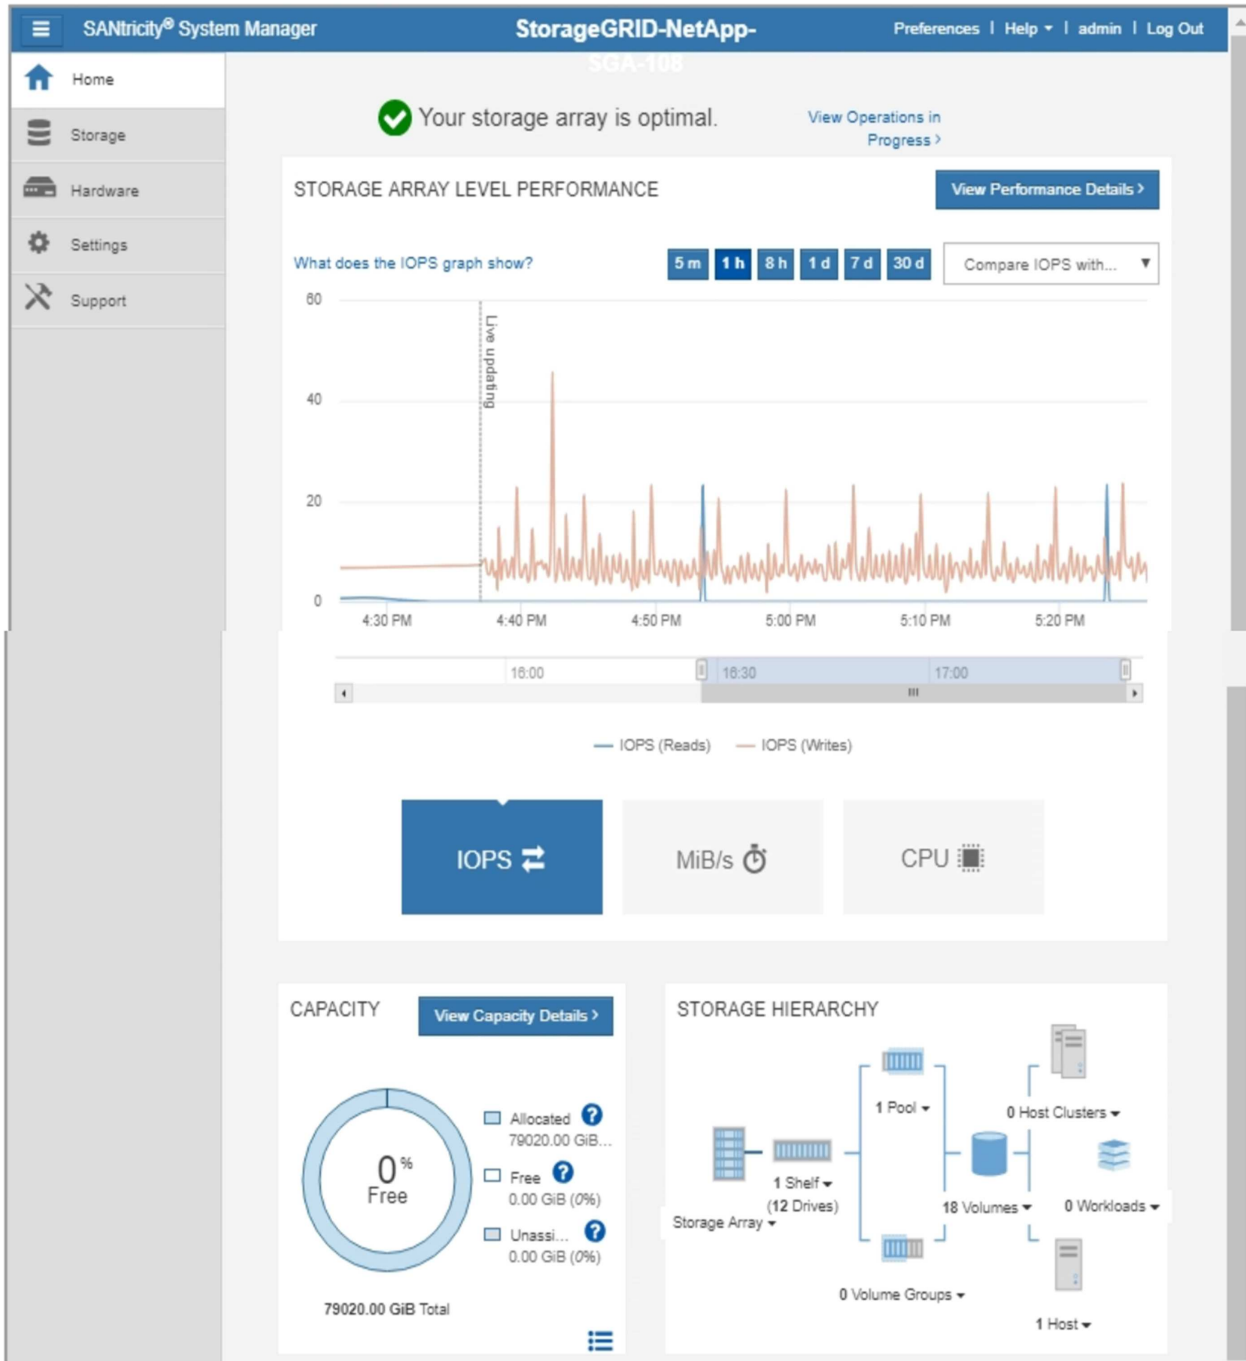 SANtricity® System Manager
StorageGRID-NetApp-
SGA-108
Preferences | Help | admin | Log Out
Home
Storage
Hardware
Settings
Support
Your storage array is optimal.
View Operations in
Progress >
STORAGE ARRAY LEVEL PERFORMANCE
View Performance Details >
What does the IOPS graph show?
5 m 1 h 8 h 1 d 7 d 30 d
Compare IOPS with...
60
Live updating
40
20
0
4:30 PM 4:40 PM 4:50 PM 5:00 PM 5:10 PM 5:20 PM
16:00 16:30 17:00
IOPS (Reads) IOPS (Writes)
IOPS
MiB/s
CPU
CAPACITY
View Capacity Details >
0 %
Free
Allocated ?
79020.00 GiB...
Free ?
0.00 GiB (0%)
Unassi... ?
0.00 GiB (0%)
79020.00 GiB Total
STORAGE HIERARCHY
Storage Array
1 Shelf
(12 Drives)
1 Pool
0 Volume Groups
18 Volumes
0 Host Clusters
0 Workloads
1 Host